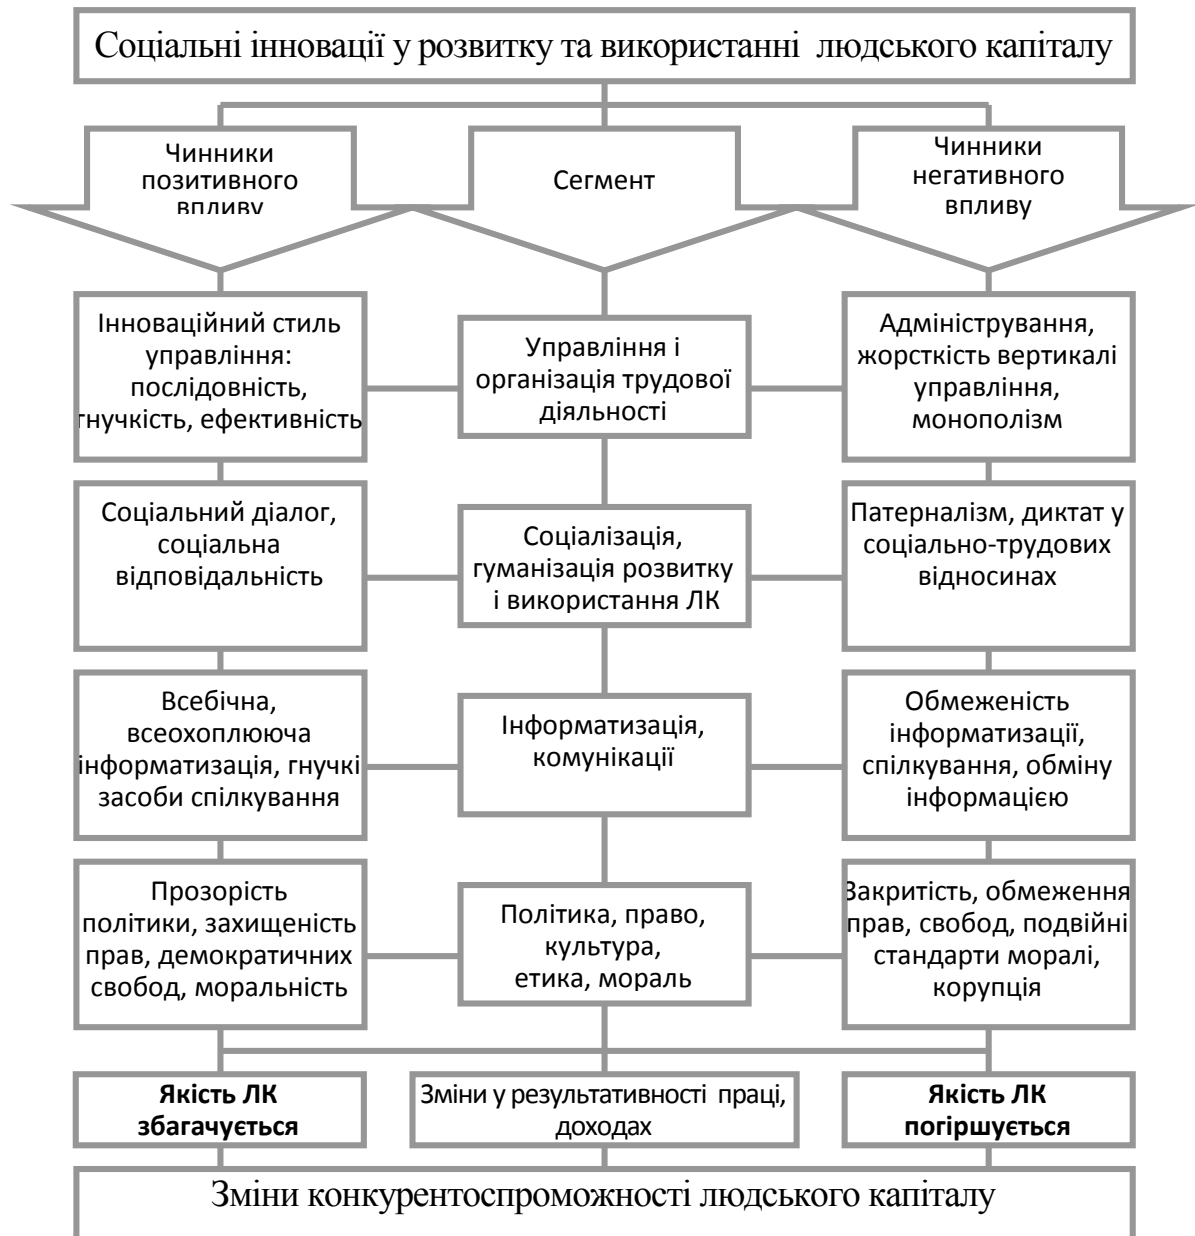 Соціальні інновації у розвитку та використанні людського капіталу
Чинники
позитивного
впливу
Сегмент
Чинники
негативного
впливу
Інноваційний стиль
управління:
послідовність,
гнучкість, ефективність
Управління і
організація трудової
діяльності
Адміністрування,
жорсткість вертикалі
управління,
монополізм
Соціальний діалог,
соціальна
відповідальність
Соціалізація,
гуманізація розвитку
і використання ЛК
Патерналізм, диктат у
соціально-трудових
відносинах
Всебічна,
всеохоплююча
інформатизація, гнучкі
засоби спілкування
Інформатизація,
комунікації
Обмеженість
інформатизації,
спілкування, обміну
інформацією
Прозорість
політики, захищеність
прав, демократичних
свобод, моральність
Політика, право,
культура,
етика, мораль
Закритість, обмеження
прав, свобод, подвійні
стандарти моралі,
корупція
Якість ЛК
збагачується
Зміни у результативності праці,
доходах
Якість ЛК
погіршується
Зміни конкурентоспроможності людського капіталу